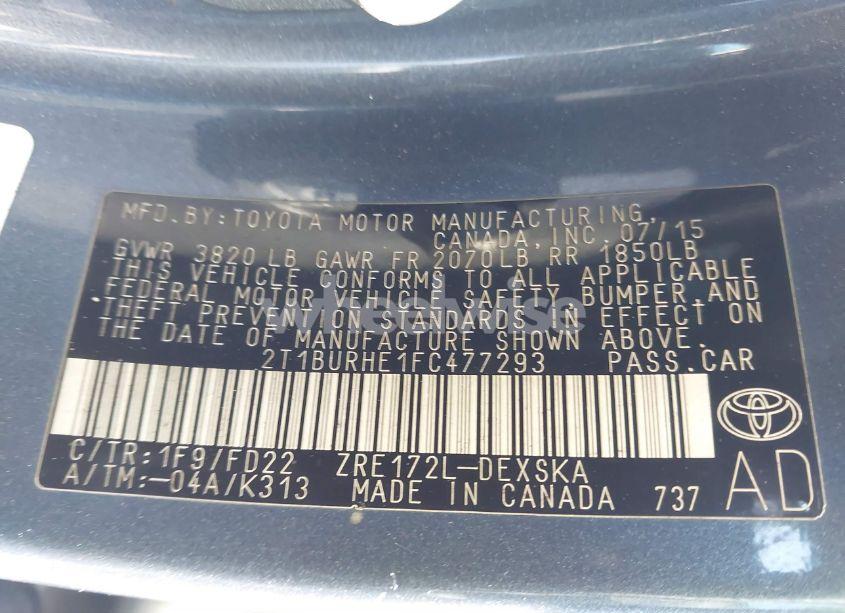 MFD.BY:TOYOTA MOTOR MANUFACTURING,
CANADA,INC.07/15
GVWR 3820 LB GAWR FR 2070LB RR 1850LB
THIS VEHICLE CONFORMS TO ALL APPLICABLE
FEDERAL MOTOR VEHICLE SAFETY, BUMPER,AND
THEFT PREVENTION STANDARDS IN EFFECT ON
THE DATE OF MANUFACTURE SHOWN ABOVE.
2T1BURHE1FC477293 PASS.CAR
C/TR:1F9/FD22 ZRE172L-DEXSKA
A/TM:-04A/K313 MADE IN CANADA 737 AD